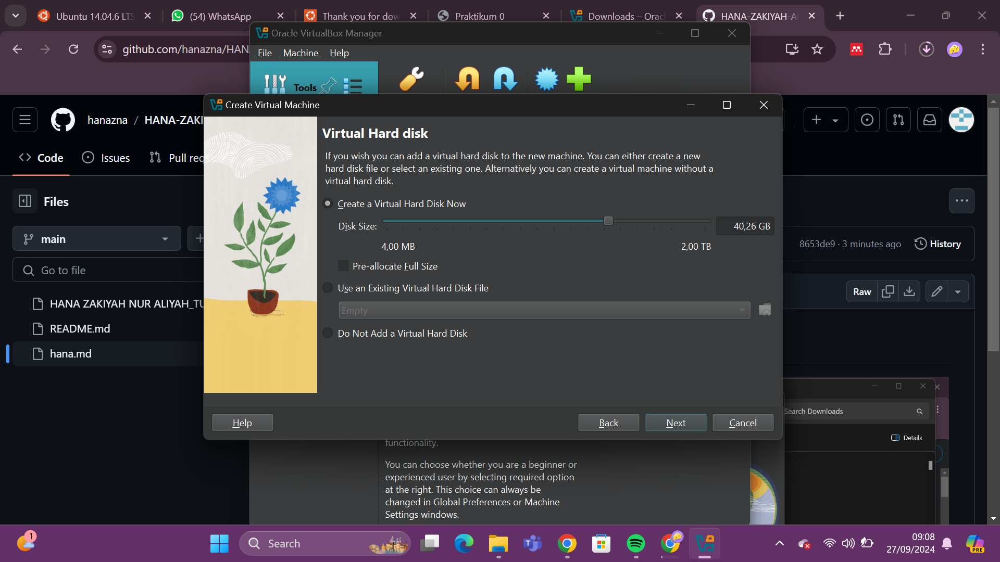 Ubuntu 14.04.6 LTS
(54) WhatsApp
Thank you for dow
Praktikum 0
Downloads – Orac
HANA-ZAKIYAH-A
github.com/hanazna/HAN
Oracle VirtualBox Manager
File Machine Help
Tools
hanazna / HANA-ZAKI
Code
Issues
Pull req
Files
main
Go to file
HANA ZAKIYAH NUR ALIYAH_TU
README.md
hana.md
8653de9 · 3 minutes ago
History
Raw
Create Virtual Machine
Virtual Hard disk
If you wish you can add a virtual hard disk to the new machine. You can either create a new
hard disk file or select an existing one. Alternatively you can create a virtual machine without a
virtual hard disk.
Create a Virtual Hard Disk Now
Disk Size:
40,26 GB
4,00 MB
2,00 TB
Pre-allocate Full Size
Use an Existing Virtual Hard Disk File
Empty
Do Not Add a Virtual Hard Disk
Help
Back
Next
Cancel
Search Downloads
Details
functionality.
You can choose whether you are a beginner or
experienced user by selecting required option
at the right. This choice can always be
changed in Global Preferences or Machine
Settings windows.
1
Search
PRE
09:08
27/09/2024